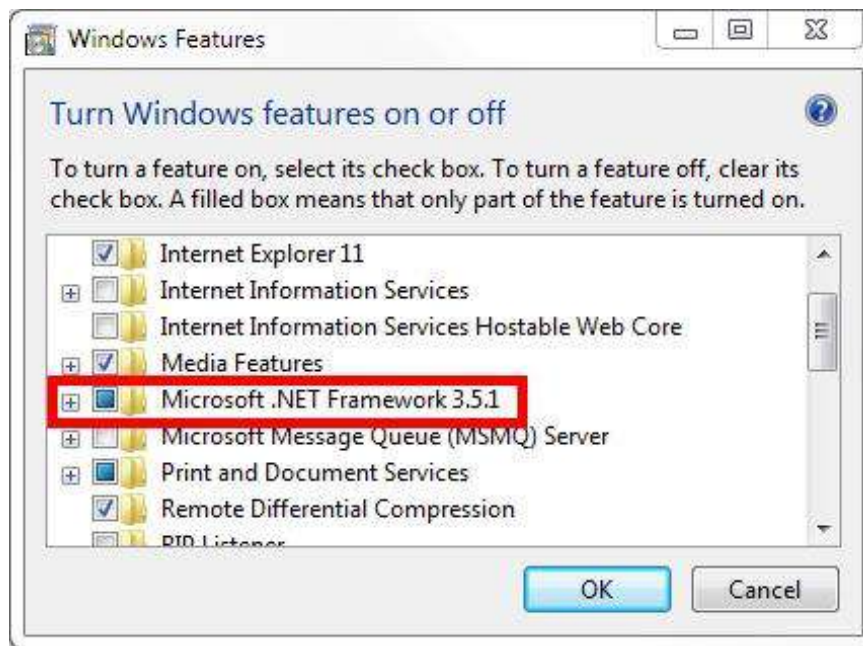 Windows Features
Turn Windows features on or off
To turn a feature on, select its check box. To turn a feature off, clear its
check box. A filled box means that only part of the feature is turned on.
Internet Explorer 11
Internet Information Services
Internet Information Services Hostable Web Core
Media Features
Microsoft .NET Framework 3.5.1
Microsoft Message Queue (MSMQ) Server
Print and Document Services
Remote Differential Compression
RIP Listener
OK Cancel